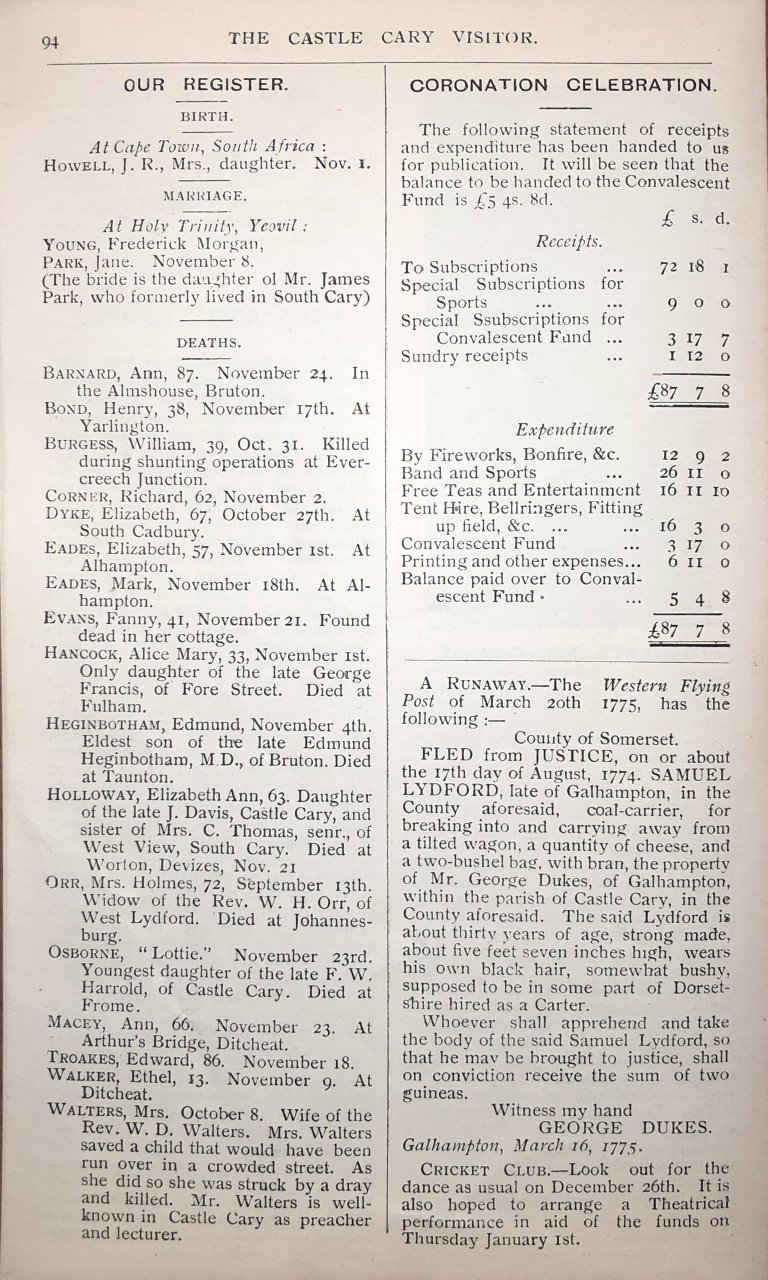 94
THE CASTLE CARY VISITOR.
OUR REGISTER.
BIRTH.
At Cape Town, South Africa :
HOWELL, J. R., Mrs., daughter. Nov. 1.
MARRIAGE.
At Holy Trinity, Yeovil :
YOUNG, Frederick Morgan,
PARK, Jane. November 8.
(The bride is the daughter of Mr. James
Park, who formerly lived in South Cary)
DEATHS.
BARNARD, Ann, 87. November 24. In
the Almshouse, Bruton.
BOND, Henry, 38, November 17th. At
Yarlington.
BURGESS, William, 39, Oct. 31. Killed
during shunting operations at Ever-
creech Junction.
CORNER, Richard, 62, November 2.
DYKE, Elizabeth, 67, October 27th. At
South Cadbury.
EADES, Elizabeth, 57, November 1st. At
Alhampton.
EADES, Mark, November 18th. At Al-
hampton.
EVANS, Fanny, 41, November 21. Found
dead in her cottage.
HANCOCK, Alice Mary, 33, November 1st.
Only daughter of the late George
Francis, of Fore Street. Died at
Fulham.
HEGINBOTHAM, Edmund, November 4th.
Eldest son of the late Edmund
Heginbotham, M.D., of Bruton. Died
at Taunton.
HOLLOWAY, Elizabeth Ann, 63. Daughter
of the late J. Davis, Castle Cary, and
sister of Mrs. C. Thomas, senr., of
West View, South Cary. Died at
Worton, Devizes, Nov. 21
ORR, Mrs. Holmes, 72, September 13th.
Widow of the Rev. W. H. Orr, of
West Lydford. Died at Johannes-
burg.
OSBORNE, "Lottie." November 23rd.
Youngest daughter of the late F. W.
Harrold, of Castle Cary. Died at
Frome.
MACEY, Ann, 66. November 23. At
Arthur's Bridge, Ditcheat.
TROAKES, Edward, 86. November 18.
WALKER, Ethel, 13. November 9. At
Ditcheat.
WALTERS, Mrs. October 8. Wife of the
Rev. W. D. Walters. Mrs. Walters
saved a child that would have been
run over in a crowded street. As
she did so she was struck by a dray
and killed. Mr. Walters is well-
known in Castle Cary as preacher
and lecturer.
CORONATION CELEBRATION.
The following statement of receipts
and expenditure has been handed to us
for publication. It will be seen that the
balance to be handed to the Convalescent
Fund is £5 4s. 8d.
£ s. d.
Receipts.
To Subscriptions ... 72 18 1
Special Subscriptions for
Sports ... ... 9 0 0
Special Ssubscriptions for
Convalescent Fund ... 3 17 7
Sundry receipts ... 1 12 0
£87 7 8
Expenditure
By Fireworks, Bonfire, &c. 12 9 2
Band and Sports ... 26 11 0
Free Teas and Entertainment 16 11 10
Tent Hire, Bellringers, Fitting
up field, &c. ... ... 16 3 0
Convalescent Fund ... 3 17 0
Printing and other expenses... 6 11 0
Balance paid over to Conval-
escent Fund ... 5 4 8
£87 7 8
A RUNAWAY.—The Western Flying
Post of March 20th 1775, has the
following :—
County of Somerset.
FLED from JUSTICE, on or about
the 17th day of August, 1774. SAMUEL
LYDFORD, late of Galhampton, in the
County aforesaid, coal-carrier, for
breaking into and carrying away from
a tilted wagon, a quantity of cheese, and
a two-bushel bag, with bran, the property
of Mr. George Dukes, of Galhampton,
within the parish of Castle Cary, in the
County aforesaid. The said Lydford is
about thirty years of age, strong made,
about five feet seven inches high, wears
his own black hair, somewhat bushy,
supposed to be in some part of Dorset-
shire hired as a Carter.
Whoever shall apprehend and take
the body of the said Samuel Lydford, so
that he may be brought to justice, shall
on conviction receive the sum of two
guineas.
Witness my hand
GEORGE DUKES.
Galhampton, March 16, 1775.
CRICKET CLUB.—Look out for the
dance as usual on December 26th. It is
also hoped to arrange a Theatrical
performance in aid of the funds on
Thursday January 1st.